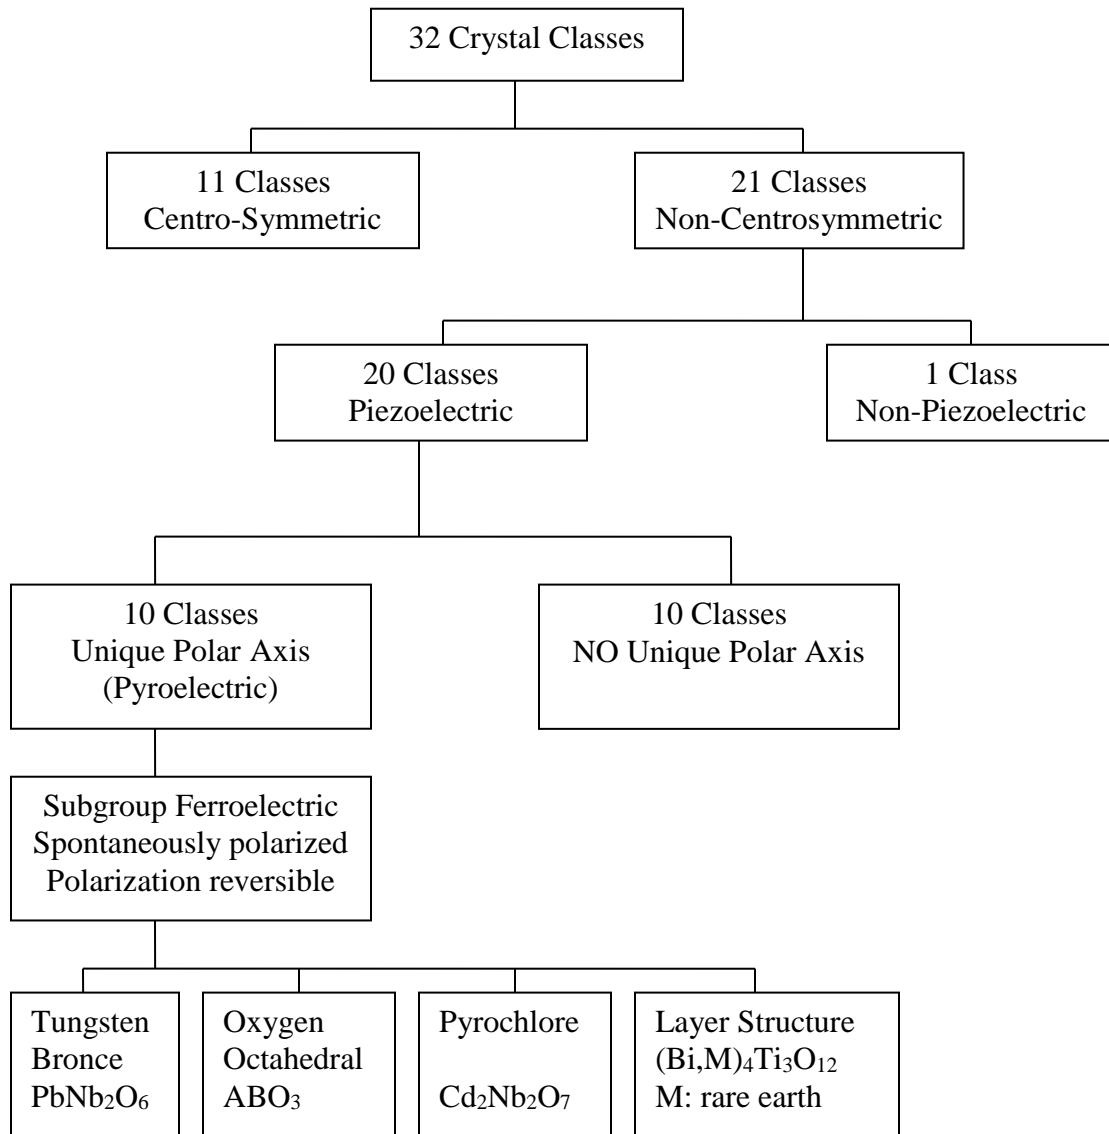 32 Crystal Classes
11 Classes
Centro-Symmetric
21 Classes
Non-Centrosymmetric
20 Classes
Piezoelectric
1 Class
Non-Piezoelectric
10 Classes
Unique Polar Axis
(Pyroelectric)
10 Classes
NO Unique Polar Axis
Subgroup Ferroelectric
Spontaneously polarized
Polarization reversible
Tungsten
Bronce
PbNb₂O₆
Oxygen
Octahedral
ABO₃
Pyrochlore
Cd₂Nb₂O₇
Layer Structure
(Bi,M)₄Ti₃O₁₂
M: rare earth